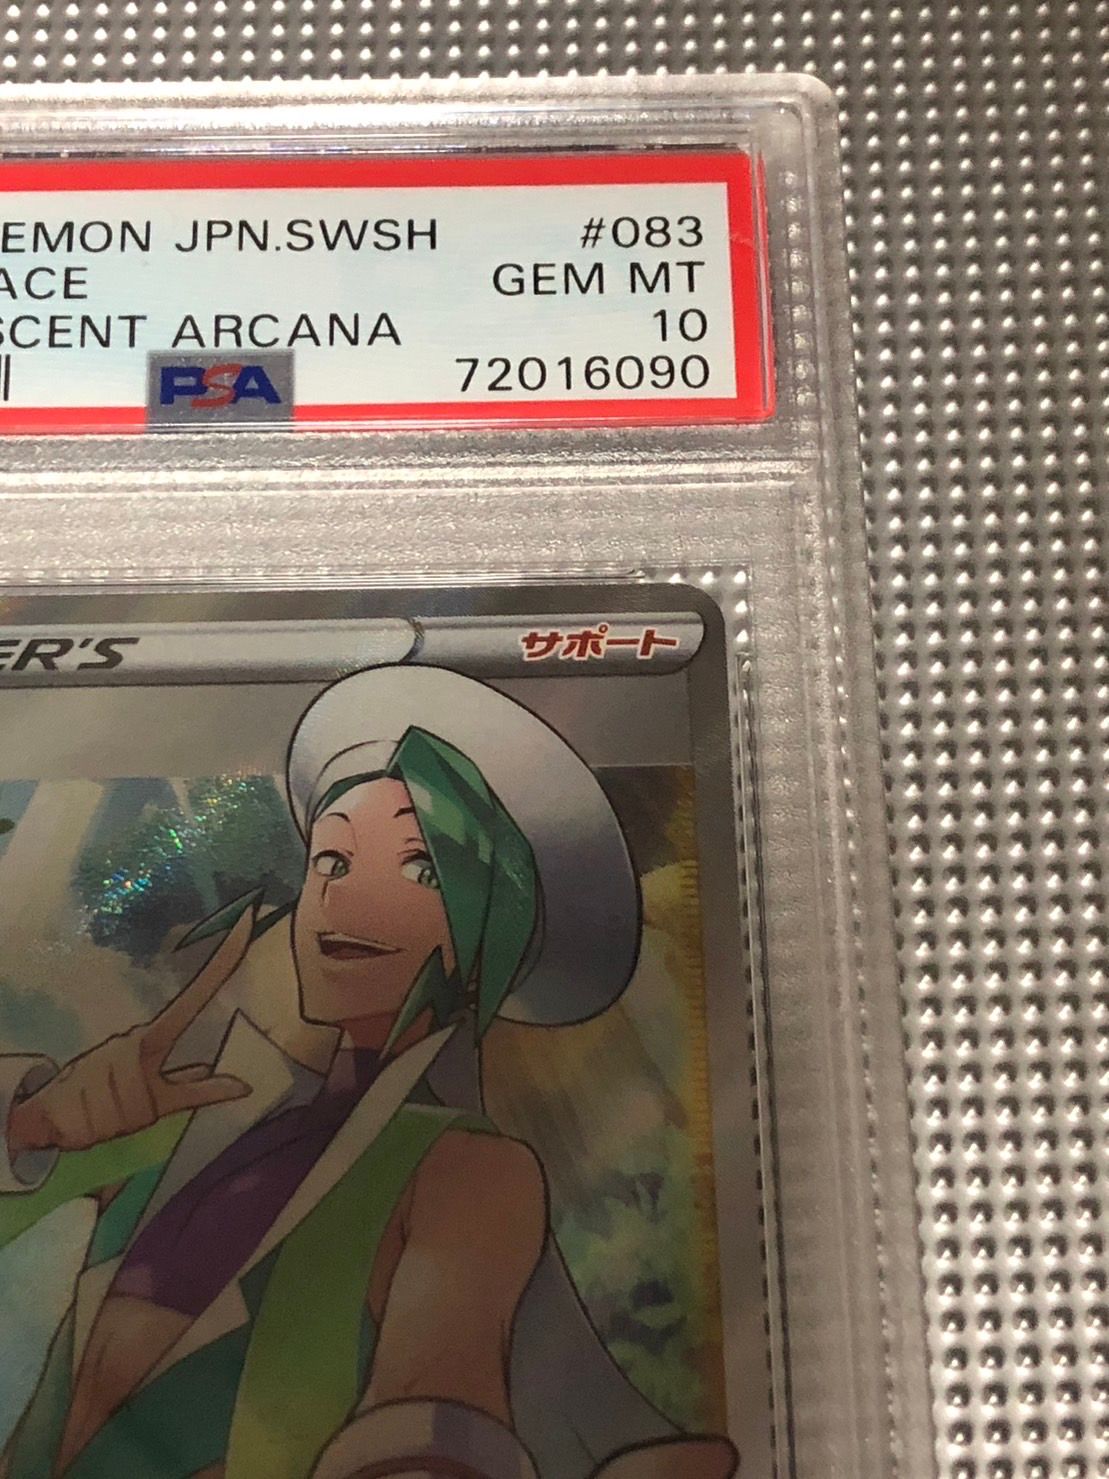 EMON JPN.SWSH #083
ACE GEM MT
SCENT ARCANA 10
PSA 72016090
ER'S サポート